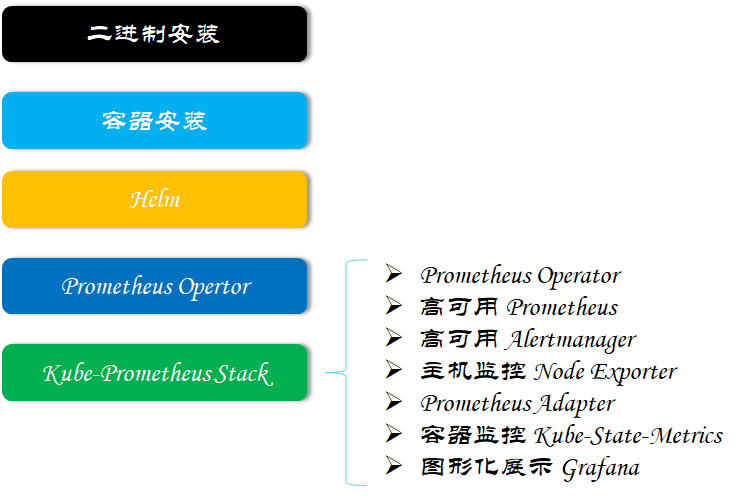 二进制安装
容器安装
Helm
Prometheus Opertor
Kube-Prometheus Stack
Prometheus Operator
高可用 Prometheus
高可用 Alertmanager
主机监控 Node Exporter
Prometheus Adapter
容器监控 Kube-State-Metrics
图形化展示 Grafana